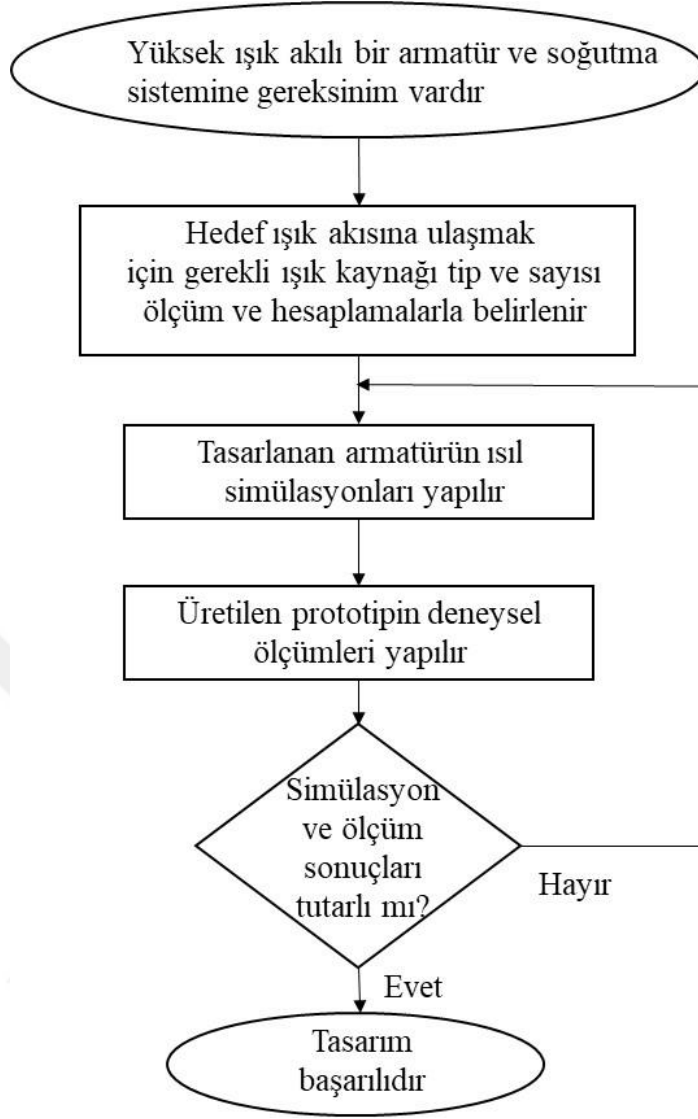 Yüksek ışık akılı bir armatür ve soğutma
sistemine gereksinim vardır
Hedef ışık akısına ulaşmak
için gerekli ışık kaynağı tip ve sayısı
ölçüm ve hesaplamalarla belirlenir
Tasarlanan armatürün ısıl
simülasyonları yapılır
Üretilen prototipin deneysel
ölçümleri yapılır
Simülasyon
ve ölçüm
sonuçları
tutarlı mı?
Hayır
Evet
Tasarım
başarılıdır